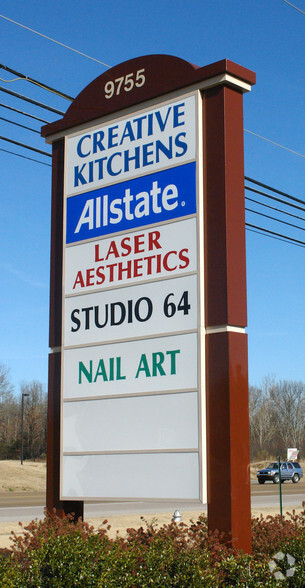 9755
CREATIVE
KITCHENS
Allstate®
LASER
AESTHETICS
STUDIO 64
NAIL ART